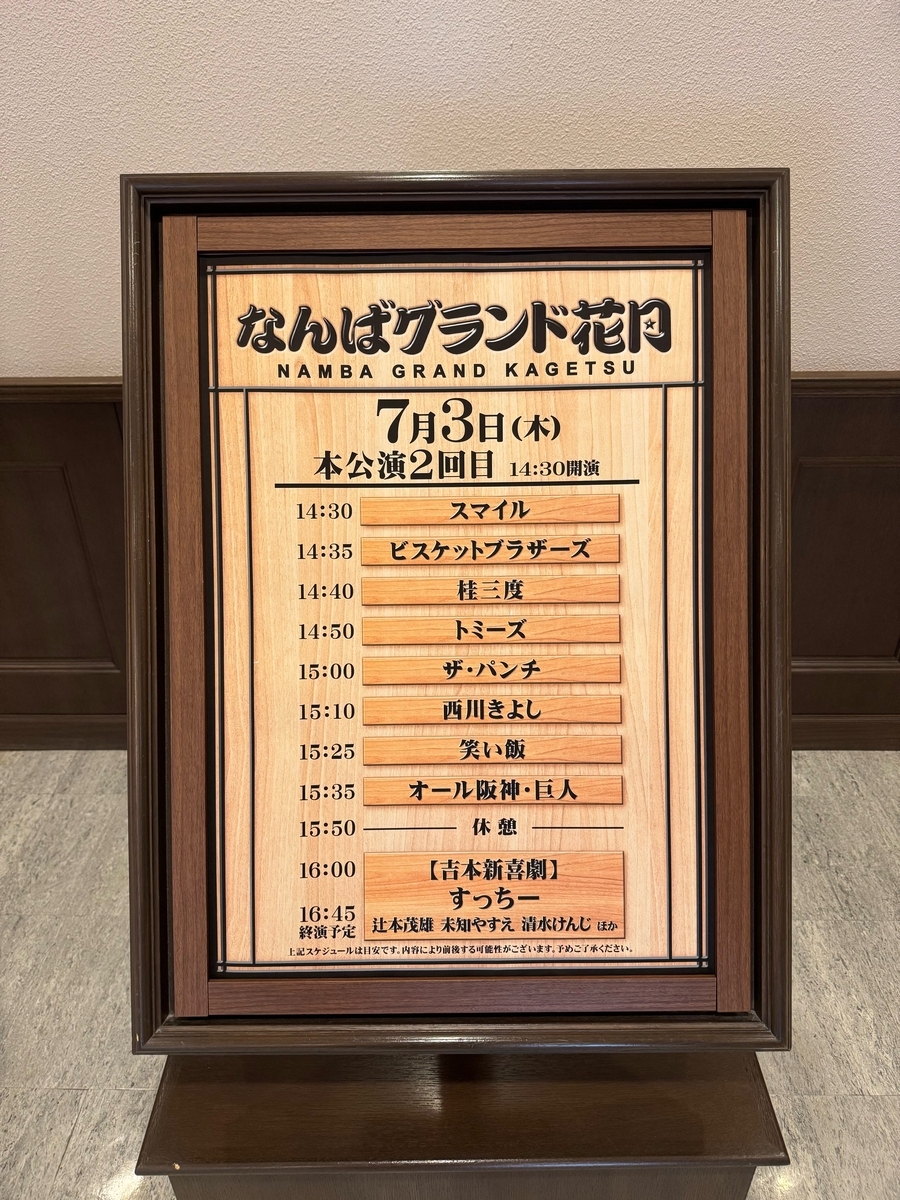 なんばグランド花月
NAMBA GRAND KAGETSU
7月3日(木)
本公演2回目 14:30開演
14:30 スマイル
14:35 ビスケットブラザーズ
14:40 桂三度
14:50 トミーズ
15:00 ザ・パンチ
15:10 西川きよし
15:25 笑い飯
15:35 オール阪神・巨人
15:50 休憩
16:00 【吉本新喜劇】
すっちー
16:45
終演予定 辻本茂雄 未知やすえ 清水けんじ ほか
上記スケジュールは目安です。内容により前後する可能性がございます。予めご了承ください。